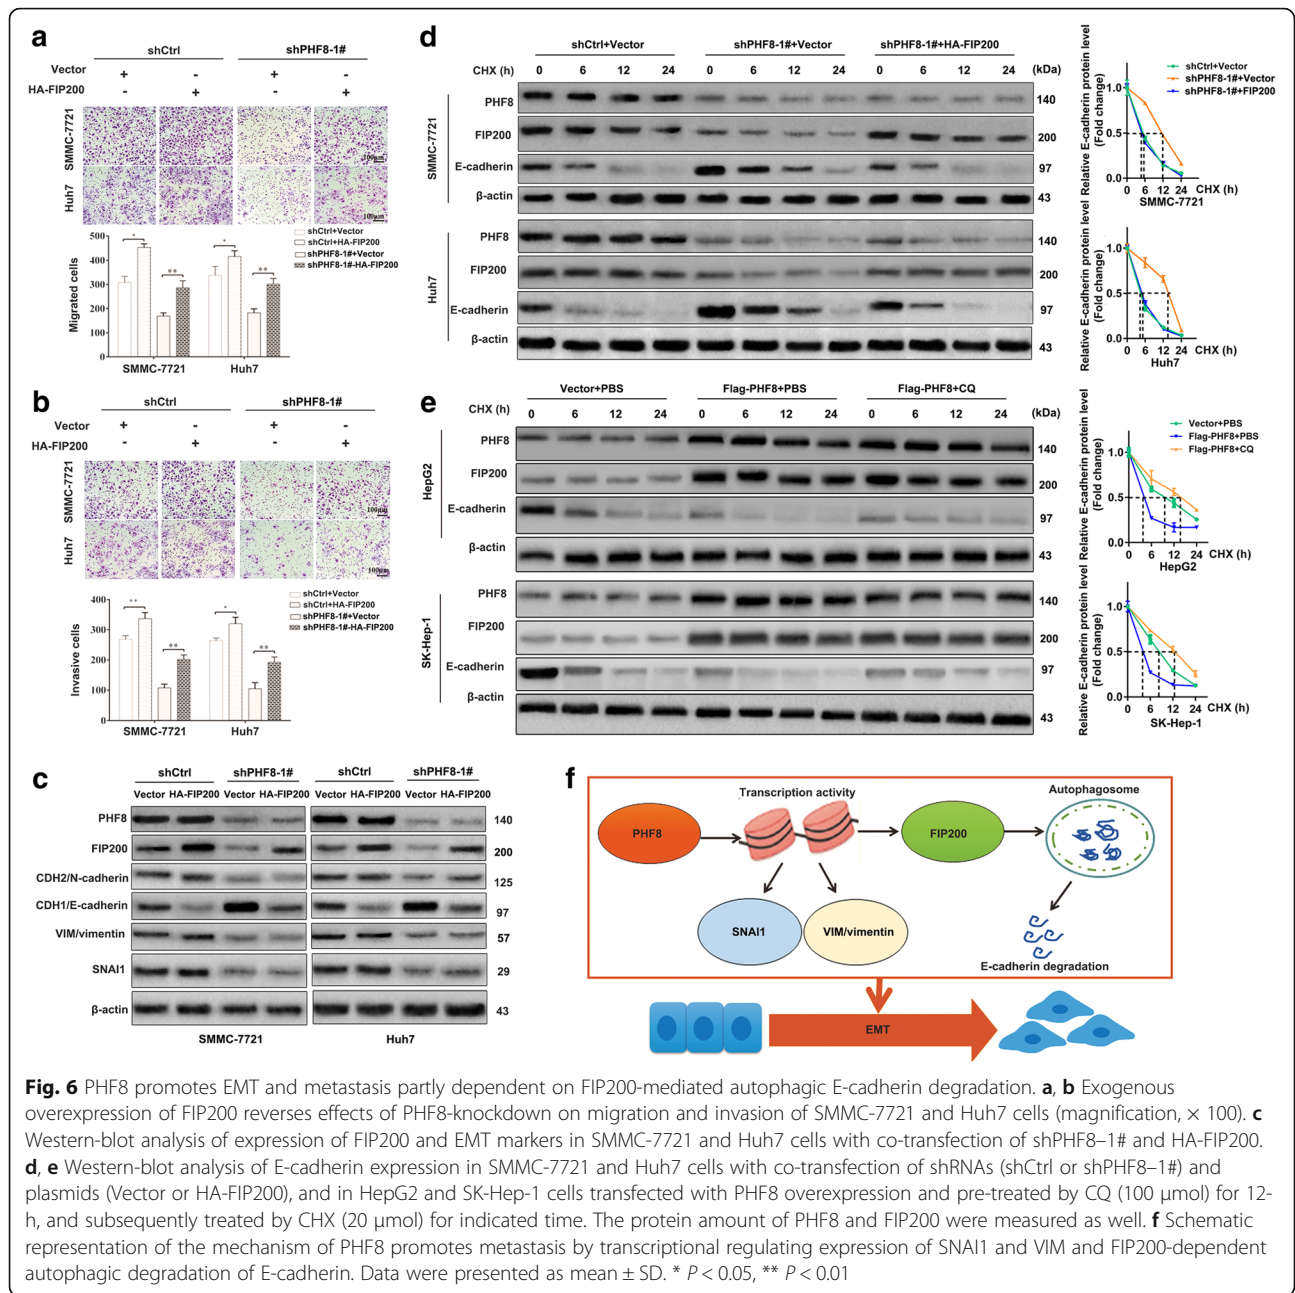 a
shCtrl shPHF8-1#
Vector + - + -
HA-FIP200 - + - +
SMMC-7721
100μm
Huh7
100μm
Migrated cells
500
400
300
200
100
0
* ** * **
shCtrl+Vector
shCtrl+HA-FIP200
shPHF8-1#+Vector
shPHF8-1#-HA-FIP200
SMMC-7721 Huh7
b
shCtrl shPHF8-1#
Vector + - + -
HA-FIP200 - + - +
SMMC-7721
100μm
Huh7
100μm
Invasive cells
400
300
200
100
0
** ** * **
shCtrl+Vector
shCtrl+HA-FIP200
shPHF8-1#+Vector
shPHF8-1#-HA-FIP200
SMMC-7721 Huh7
c
shCtrl shPHF8-1# shCtrl shPHF8-1#
Vector HA-FIP200 Vector HA-FIP200 Vector HA-FIP200 Vector HA-FIP200
PHF8 140
FIP200 200
CDH2/N-cadherin 125
CDH1/E-cadherin 97
VIM/vimentin 57
SNAI1 29
β-actin 43
SMMC-7721 Huh7
d
shCtrl+Vector shPHF8-1#+Vector shPHF8-1#+HA-FIP200
CHX (h) 0 6 12 24 0 6 12 24 0 6 12 24 (kDa)
SMMC-7721
PHF8 140
FIP200 200
E-cadherin 97
β-actin 43
Huh7
PHF8 140
FIP200 200
E-cadherin 97
β-actin 43
Relative E-cadherin protein level
(Fold change)
1.0
0.5
0.0
shCtrl+Vector
shPHF8-1#+Vector
shPHF8-1#+FIP200
0 6 12 24 CHX (h)
SMMC-7721
Relative E-cadherin protein level
(Fold change)
1.0
0.5
0.0
0 6 12 24 CHX (h)
Huh7
e
Vector+PBS Flag-PHF8+PBS Flag-PHF8+CQ
CHX (h) 0 6 12 24 0 6 12 24 0 6 12 24 (kDa)
HepG2
PHF8 140
FIP200 200
E-cadherin 97
β-actin 43
SK-Hep-1
PHF8 140
FIP200 200
E-cadherin 97
β-actin 43
Relative E-cadherin protein level
(Fold change)
1.0
0.5
0.0
Vector+PBS
Flag-PHF8+PBS
Flag-PHF8+CQ
0 6 12 24 CHX (h)
HepG2
Relative E-cadherin protein level
(Fold change)
1.0
0.5
0.0
0 6 12 24 CHX (h)
SK-Hep-1
f
Transcription activity
Autophagosome
PHF8
FIP200
SNAI1
VIM/vimentin
E-cadherin degradation
EMT
Fig. 6 PHF8 promotes EMT and metastasis partly dependent on FIP200-mediated autophagic E-cadherin degradation. a, b Exogenous
overexpression of FIP200 reverses effects of PHF8-knockdown on migration and invasion of SMMC-7721 and Huh7 cells (magnification, × 100). c
Western-blot analysis of expression of FIP200 and EMT markers in SMMC-7721 and Huh7 cells with co-transfection of shPHF8–1# and HA-FIP200.
d, e Western-blot analysis of E-cadherin expression in SMMC-7721 and Huh7 cells with co-transfection of shRNAs (shCtrl or shPHF8–1#) and
plasmids (Vector or HA-FIP200), and in HepG2 and SK-Hep-1 cells transfected with PHF8 overexpression and pre-treated by CQ (100 μmol) for 12-
h, and subsequently treated by CHX (20 μmol) for indicated time. The protein amount of PHF8 and FIP200 were measured as well. f Schematic
representation of the mechanism of PHF8 promotes metastasis by transcriptional regulating expression of SNAI1 and VIM and FIP200-dependent
autophagic degradation of E-cadherin. Data were presented as mean ± SD. * P < 0.05, ** P < 0.01